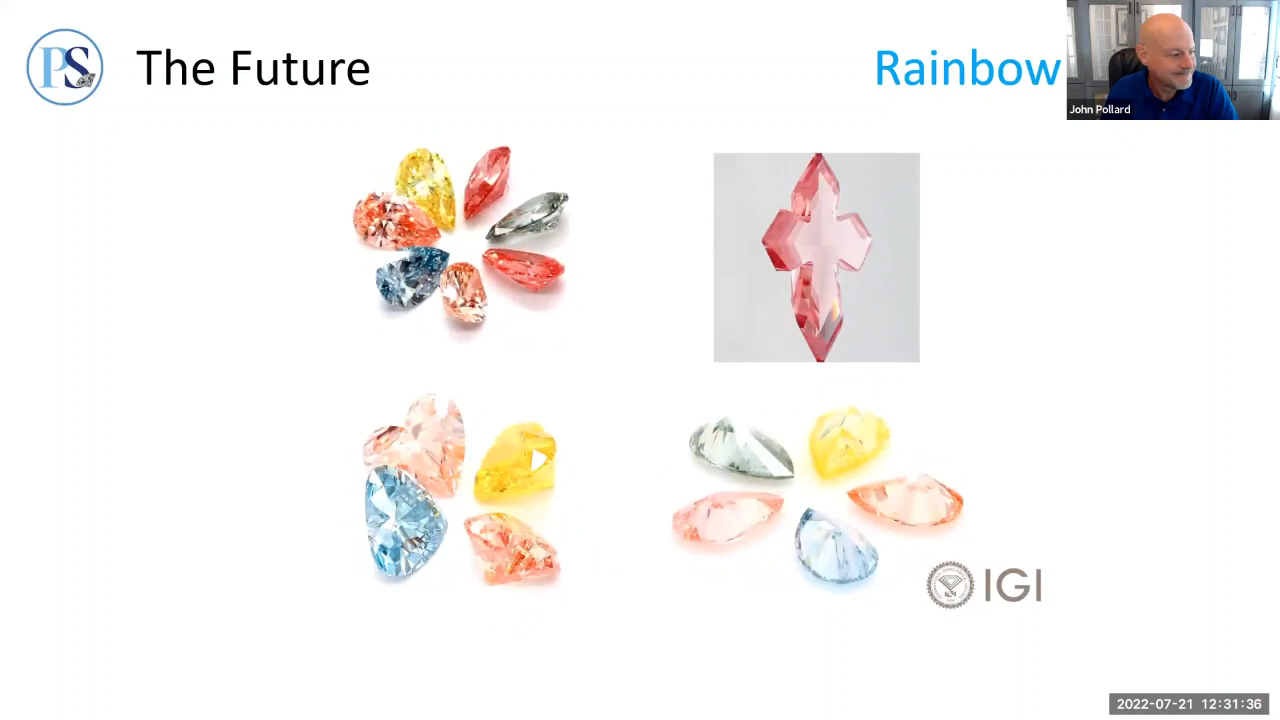 PS
The Future
Rainbow
John Pollard
IGI
2022-07-21 12:31:36